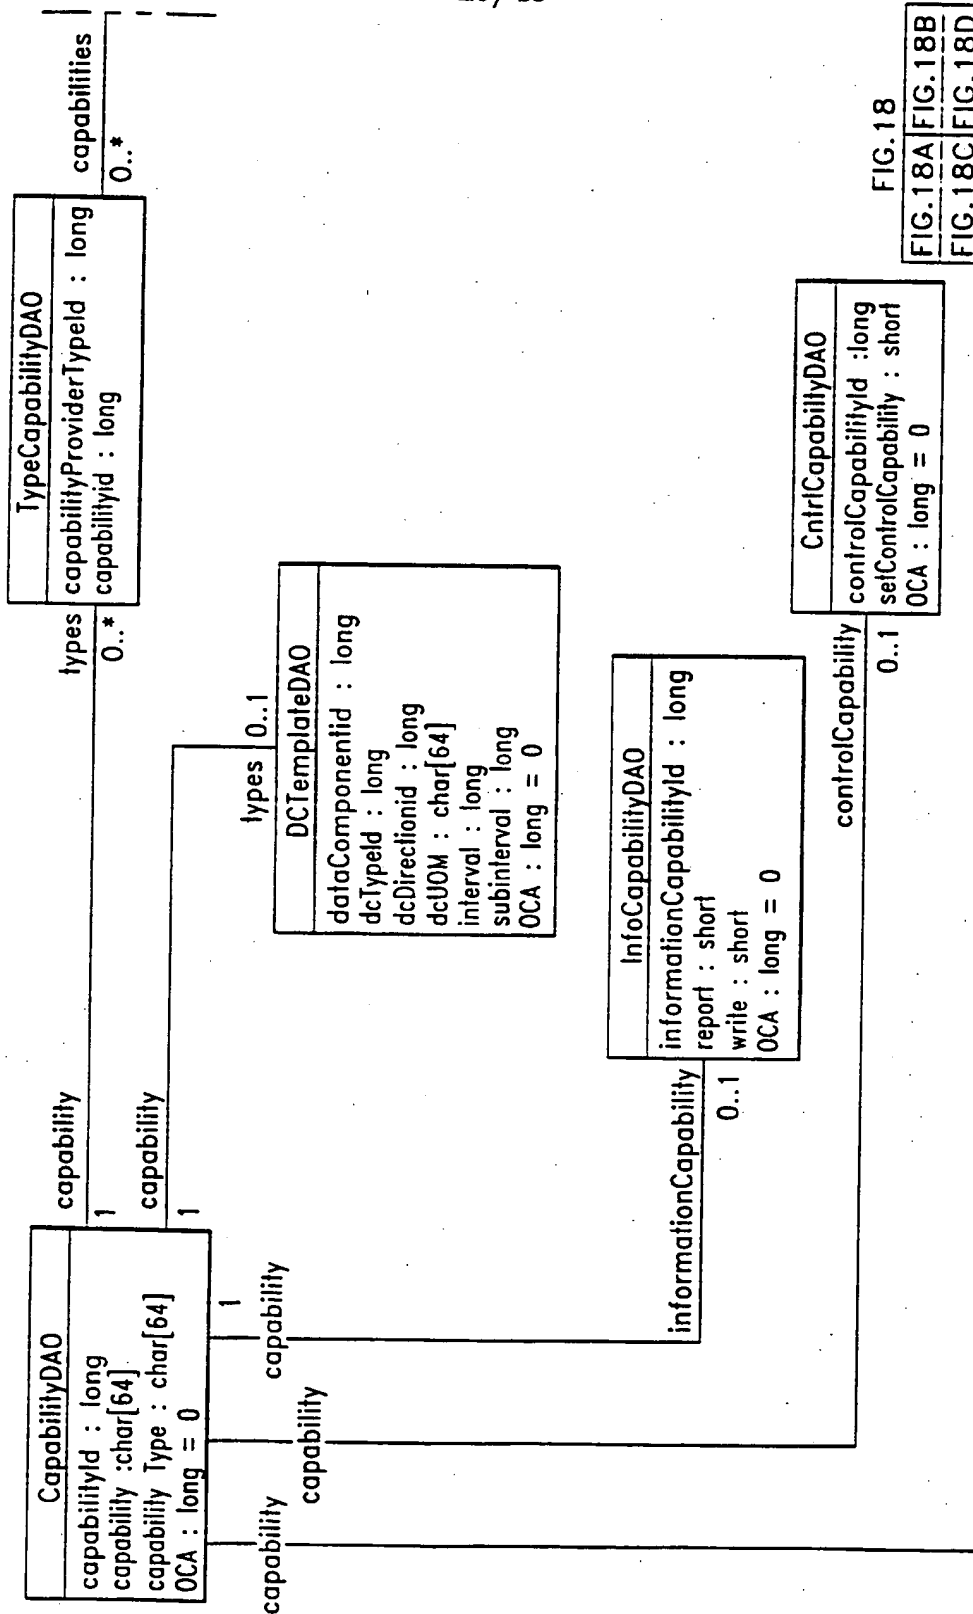 CapabilityDAO
capabilityId : long
capability :char[64]
capability Type : char[64]
OCA : long = 0
capability
1
types
0..*
TypeCapabilityDAO
capabilityProviderTypeId : long
capabilityid : long
capabilities
0..*
capability
1
types
0..1
DCTemplateDAO
dataComponentid : long
dcTypeId : long
dcDirectionid : long
dcUOM : char[64]
interval : long
subinterval : long
OCA : long = 0
1
capability
informationCapability
0..1
InfoCapabilityDAO
informationCapabilityId : long
report : short
write : short
OCA : long = 0
capability
controlCapability
0..1
CntrlCapabiltyDAO
controlCapabilityId :long
setControlCapability : short
OCA : long = 0
capability
FIG.18
FIG.18A FIG.18B
FIG.18C FIG.18D